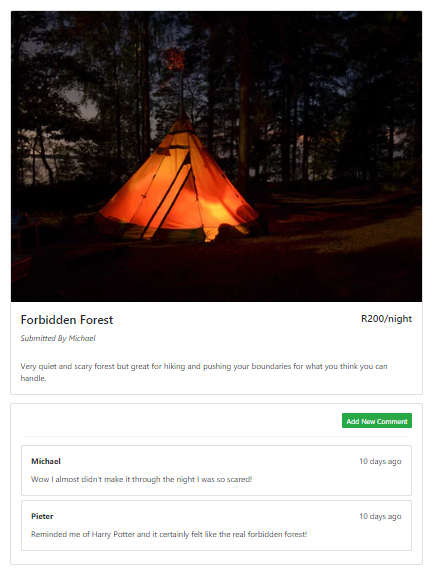 Forbidden Forest
R200/night
Submitted By Michael
Very quiet and scary forest but great for hiking and pushing your boundaries for what you think you can
handle.
Add New Comment
Michael
10 days ago
Wow I almost didn't make it through the night I was so scared!
Pieter
10 days ago
Reminded me of Harry Potter and it certainly felt like the real forbidden forest!